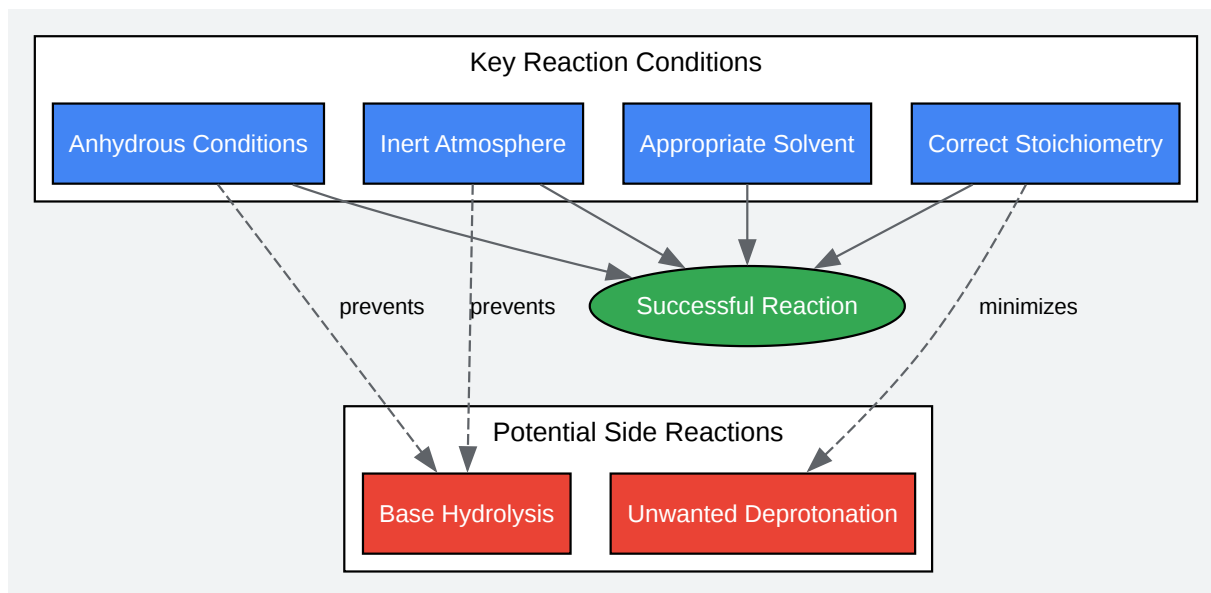 Key Reaction Conditions
Anhydrous Conditions
Inert Atmosphere
Appropriate Solvent
Correct Stoichiometry
prevents
prevents
Successful Reaction
minimizes
Potential Side Reactions
Base Hydrolysis
Unwanted Deprotonation